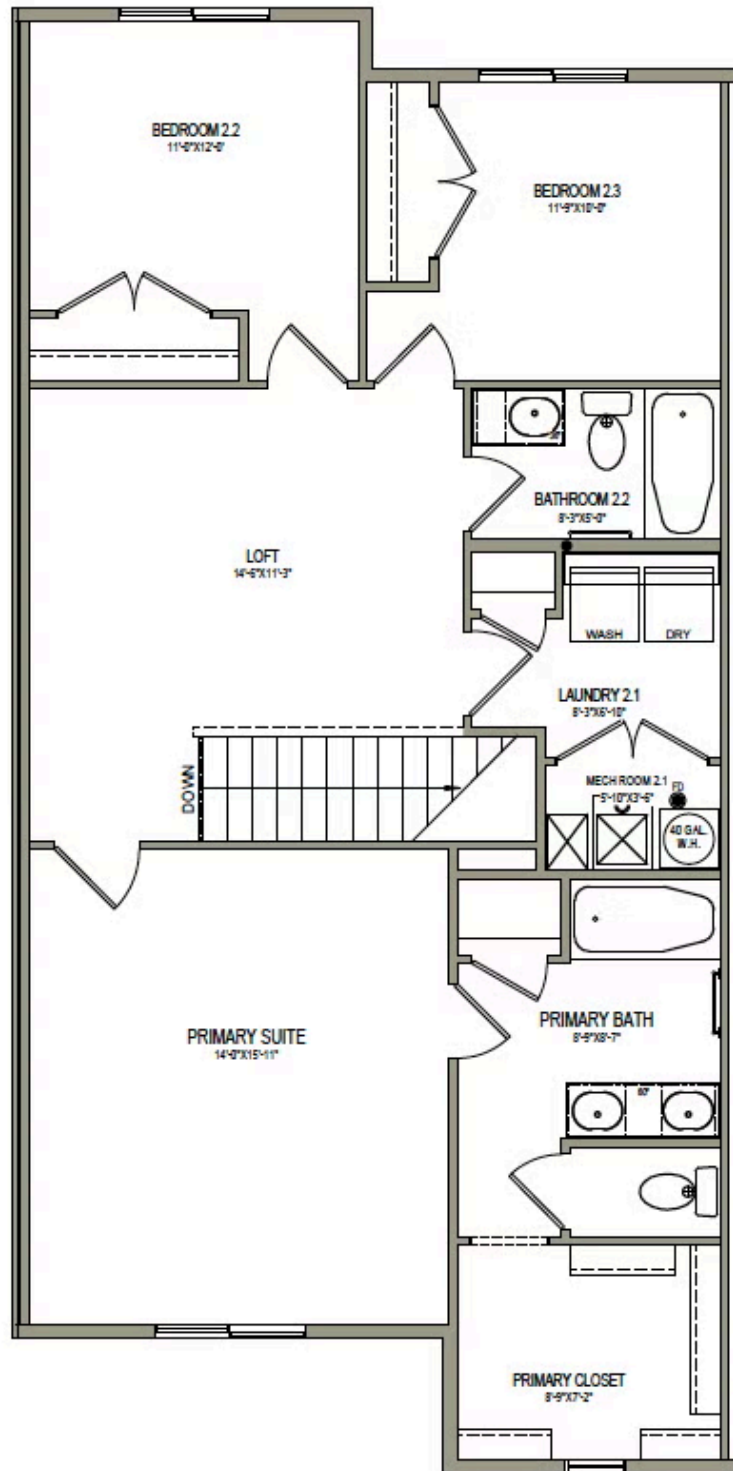 BEDROOM 2.2
11'-0"X12'-0"
BEDROOM 2.3
11'-9"X10'-0"
BATHROOM 2.2
8'-3"X5'-0"
LOFT
14'-6"X11'-3"
WASH
DRY
LAUNDRY 2.1
8'-3"X6'-10"
DOWN
MECH ROOM 2.1
5'-10"X3'-6"
FD
40 GAL.
W.H.
PRIMARY SUITE
14'-0"X15'-11"
PRIMARY BATH
8'-9"X8'-7"
60"
PRIMARY CLOSET
8'-9"X7'-2"